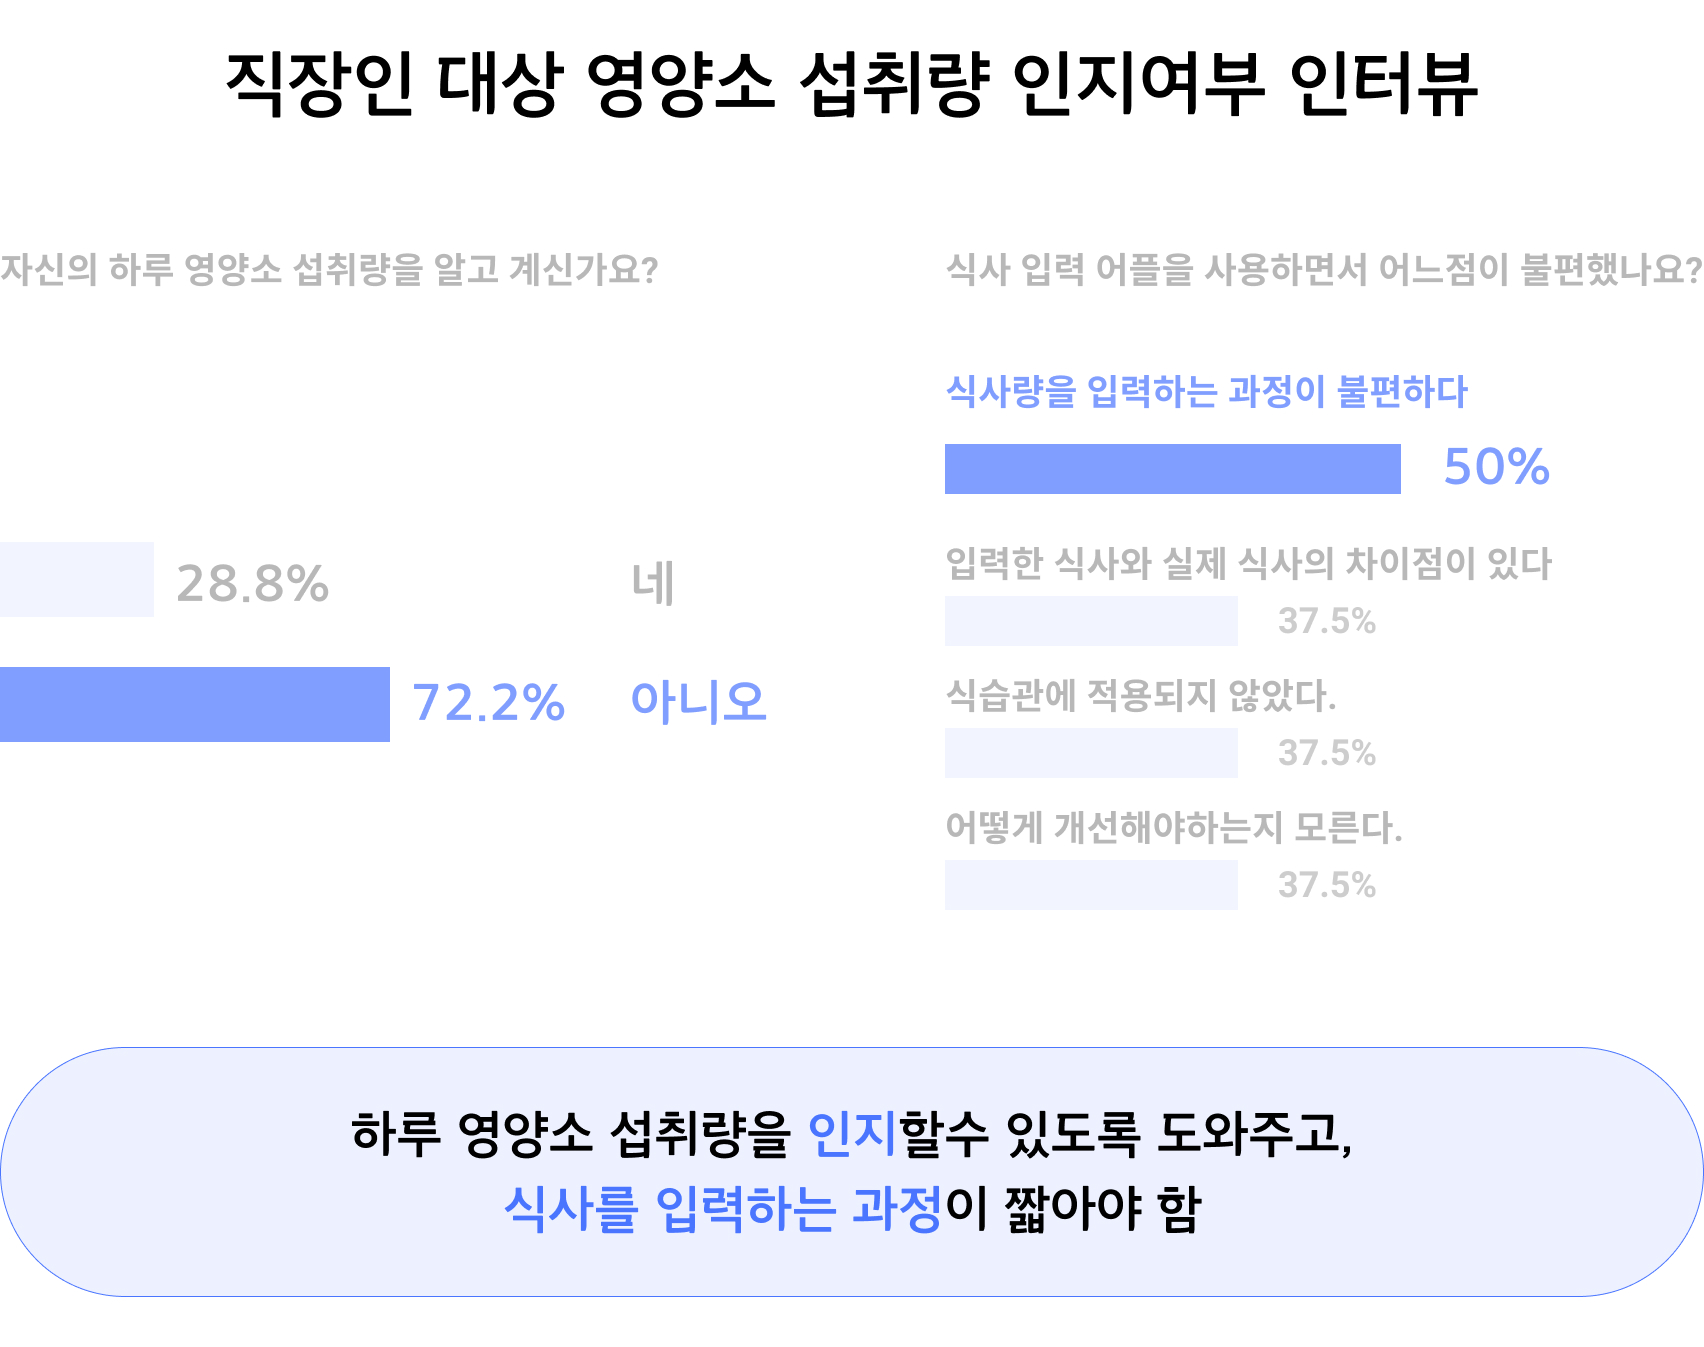 직장인 대상 영양소 섭취량 인지여부 인터뷰
자신의 하루 영양소 섭취량을 알고 계신가요?
28.8% 네
72.2% 아니오
식사 입력 어플을 사용하면서 어느점이 불편했나요?
식사량을 입력하는 과정이 불편하다
50%
입력한 식사와 실제 식사의 차이점이 있다
37.5%
식습관에 적용되지 않았다.
37.5%
어떻게 개선해야하는지 모른다.
37.5%
하루 영양소 섭취량을 인지할수 있도록 도와주고,
식사를 입력하는 과정이 짧아야 함